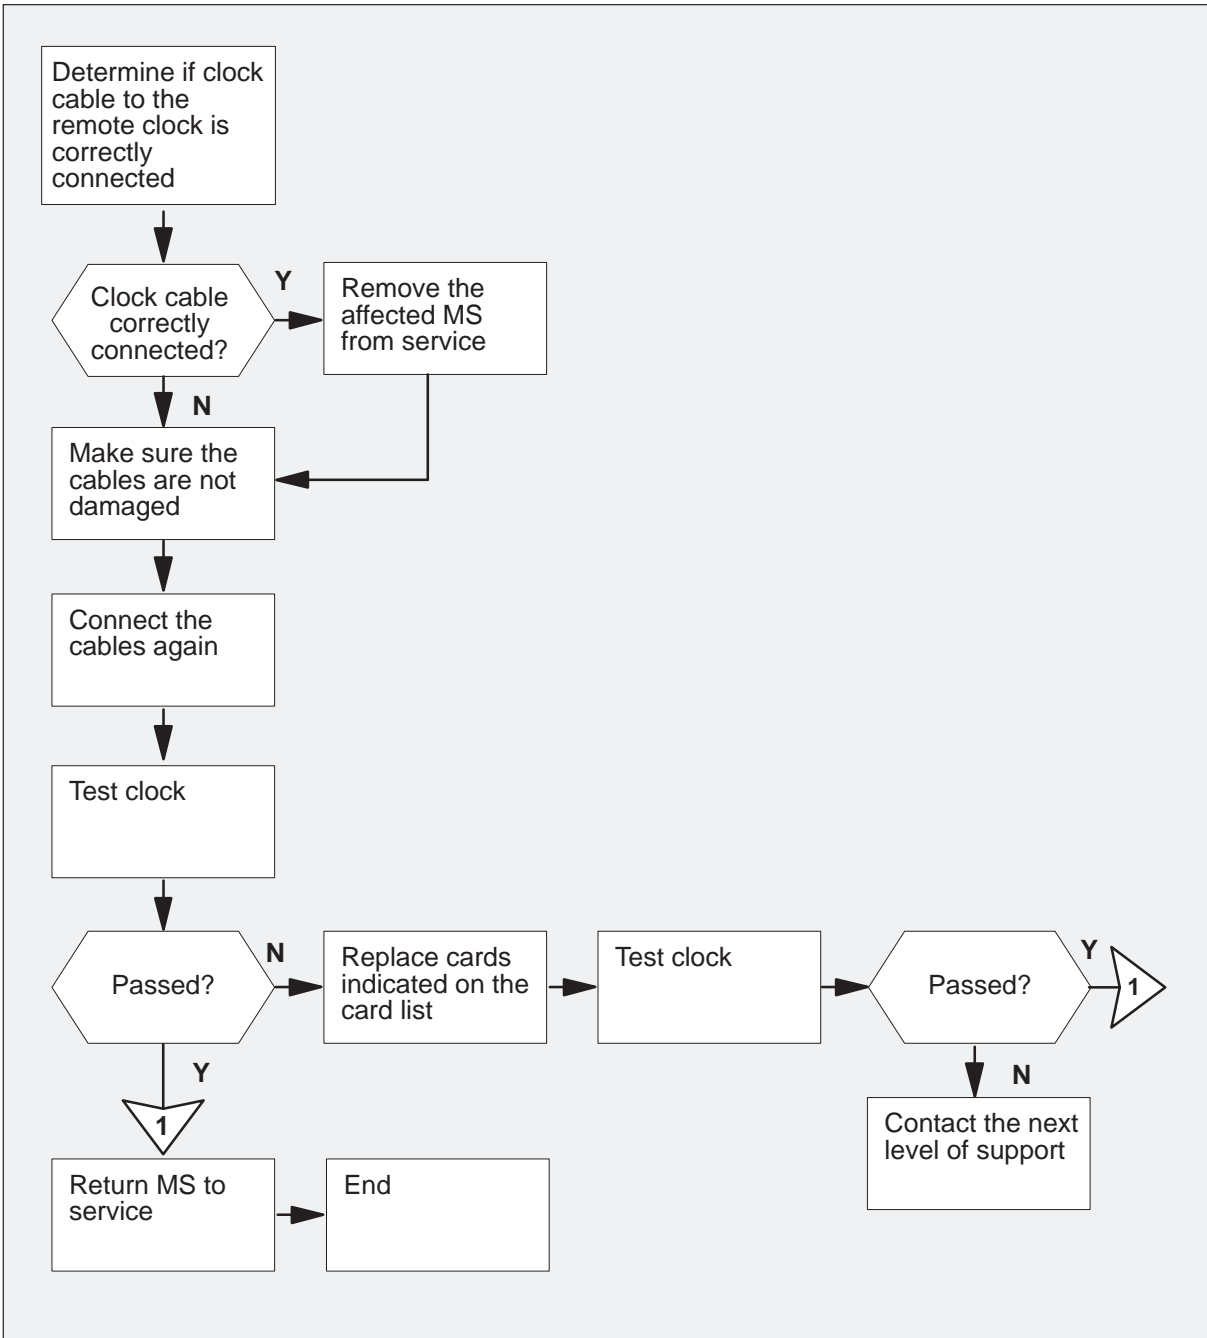 Determine if clock
cable to the
remote clock is
correctly
connected
Clock cable
correctly
connected?
Y
Remove the
affected MS
from service
N
Make sure the
cables are not
damaged
Connect the
cables again
Test clock
Passed?
N
Replace cards
indicated on the
card list
Test clock
Passed?
Y
1
Y
1
N
Contact the next
level of support
Return MS to
service
End